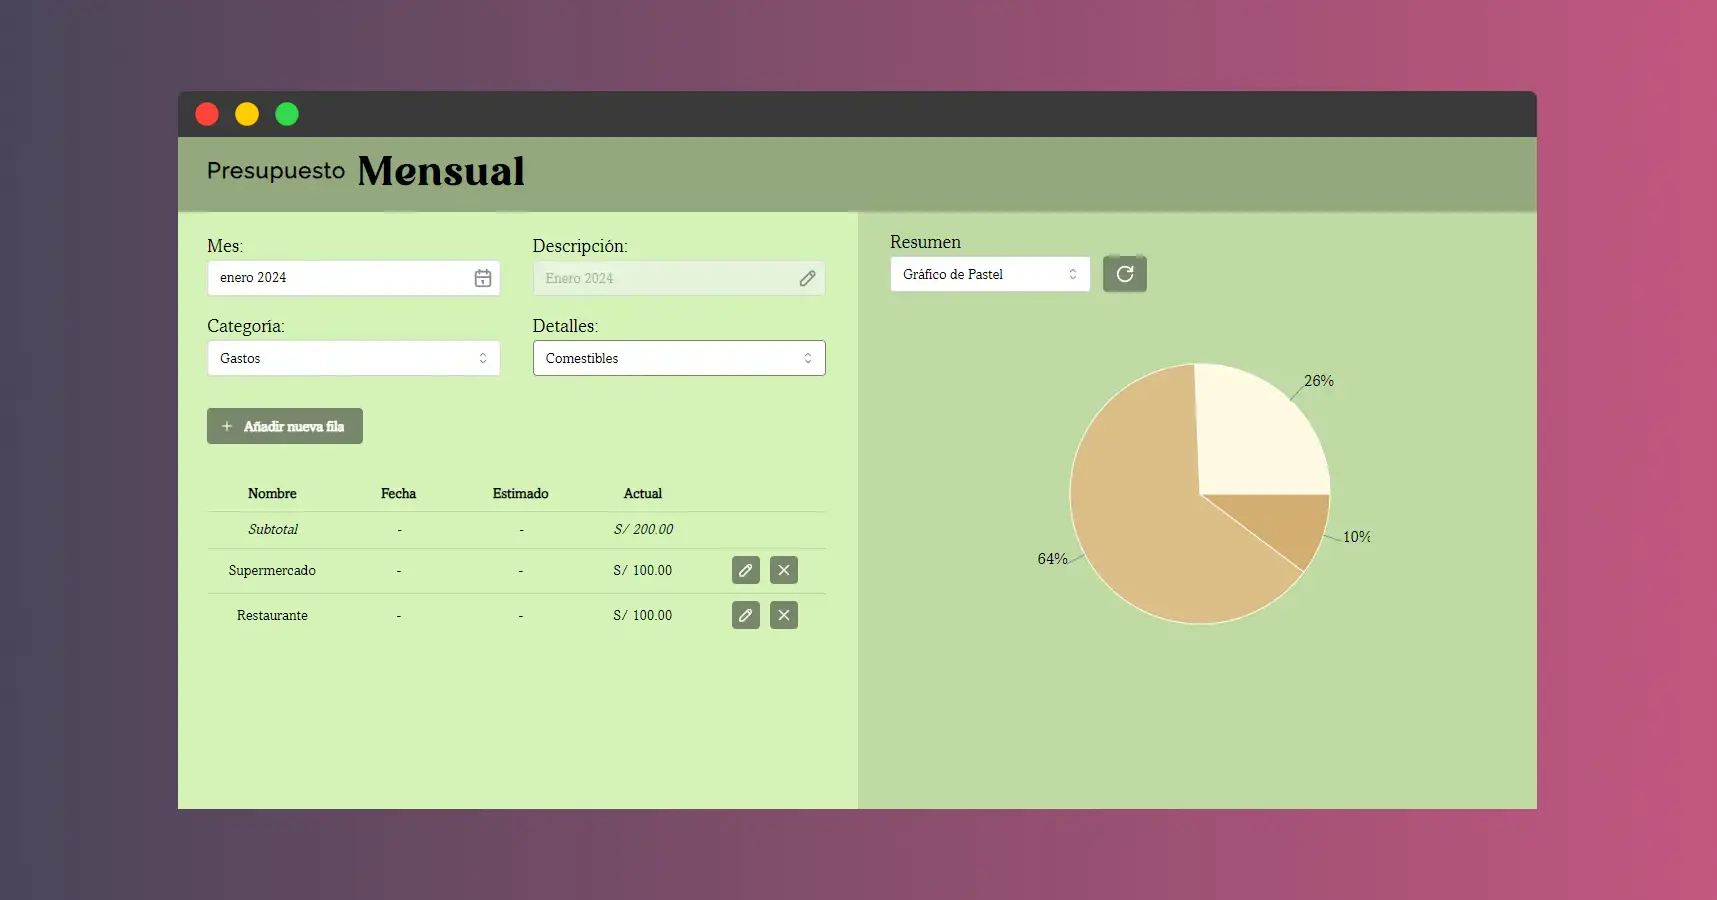 Presupuesto Mensual
Mes:
enero 2024
Descripción:
Enero 2024
Categoría:
Gastos
Detalles:
Comestibles
+ Añadir nueva fila
Nombre Fecha Estimado Actual
Subtotal - - S/ 200.00
Supermercado - - S/ 100.00
Restaurante - - S/ 100.00
Resumen
Gráfico de Pastel
26%
10%
64%